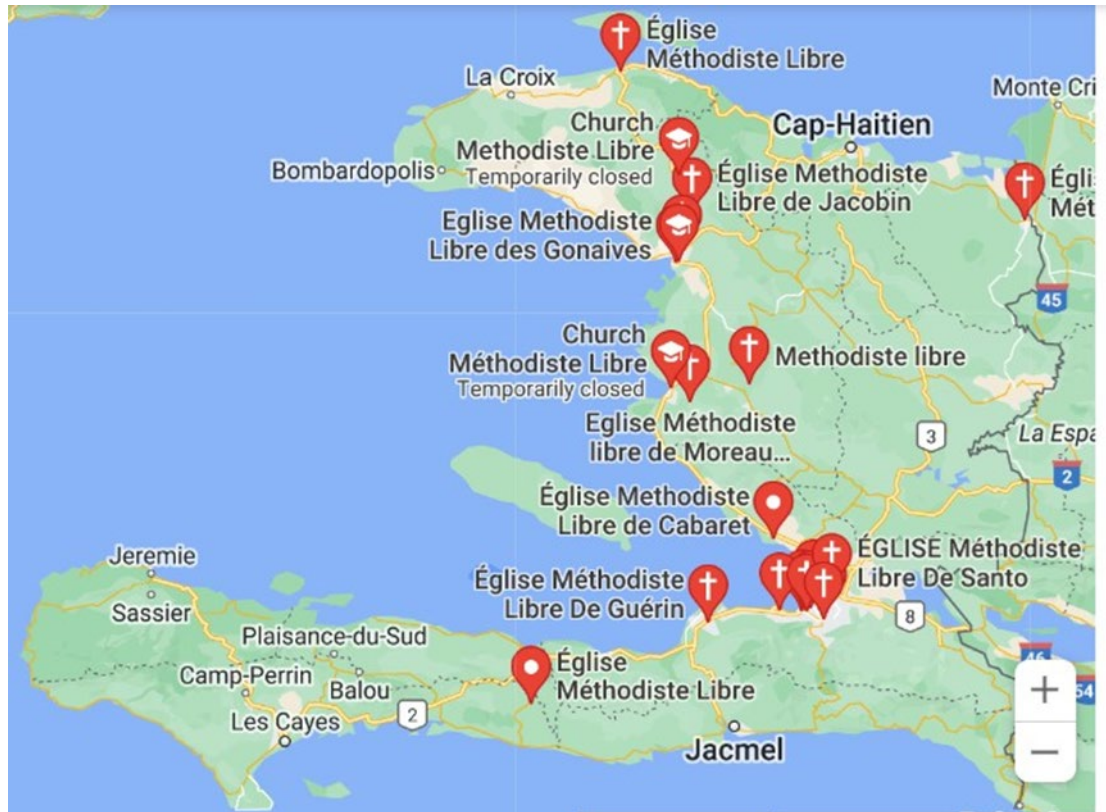 Église
Méthodiste Libre
La Croix
Monte Cri
Church
Methodiste Libre
Temporarily closed
Cap-Haitien
Bombardopolis
Église Methodiste
Libre de Jacobin
Égli
Mét
Eglise Methodiste
Libre des Gonaives
45
Church
Méthodiste Libre
Temporarily closed
Methodiste libre
Eglise Méthodiste
libre de Moreau...
3
La Espa
2
Église Methodiste
Libre de Cabaret
ÉGLISE Méthodiste
Libre De Santo
Jeremie
Sassier
Église Méthodiste
Libre De Guérin
8
Plaisance-du-Sud
Camp-Perrin
Balou
Église
Méthodiste Libre
46
54
Les Cayes
2
Jacmel
+
−